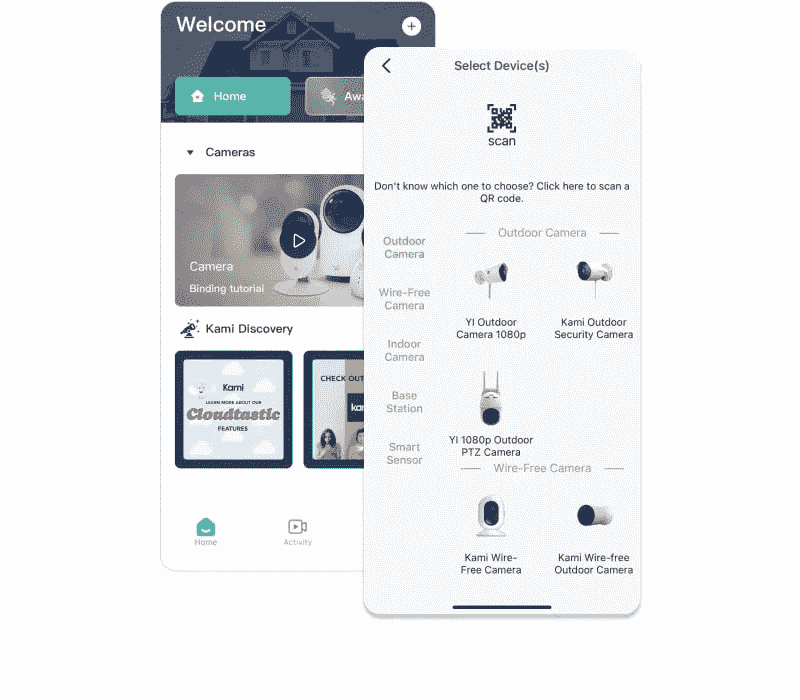 Welcome
Home
Cameras
Camera
Binding tutorial
Kami Discovery
Kami
LEARN MORE ABOUT OUR
Cloudtastic
FEATURES
CHECK OUT
Home
Activity
Select Device(s)
scan
Don't know which one to choose? Click here to scan a
QR code.
Outdoor
Camera
Wire-Free
Camera
Indoor
Camera
Base
Station
Smart
Sensor
Outdoor Camera
YI Outdoor
Camera 1080p
Kami Outdoor
Security Camera
YI 1080p Outdoor
PTZ Camera
Wire-Free Camera
Kami Wire-
Free Camera
Kami Wire-free
Outdoor Camera